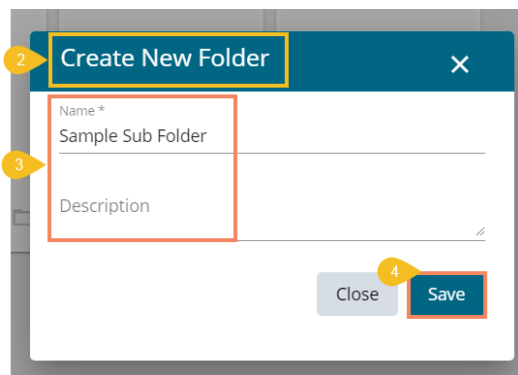 2
Create New Folder
Name *
Sample Sub Folder
3
Description
4
Close
Save